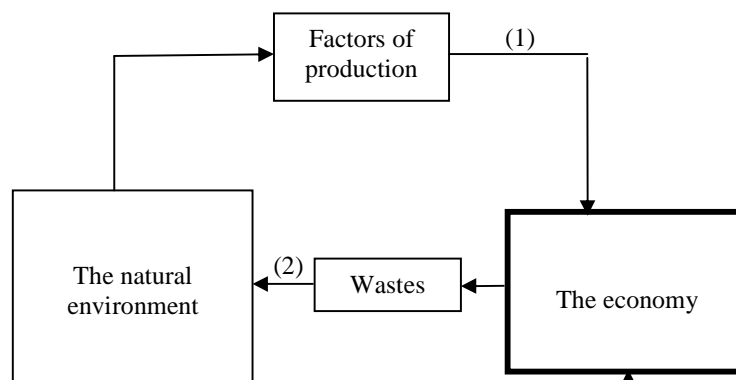 Factors of
production
(1)
The natural
environment
(2)
Wastes
The economy